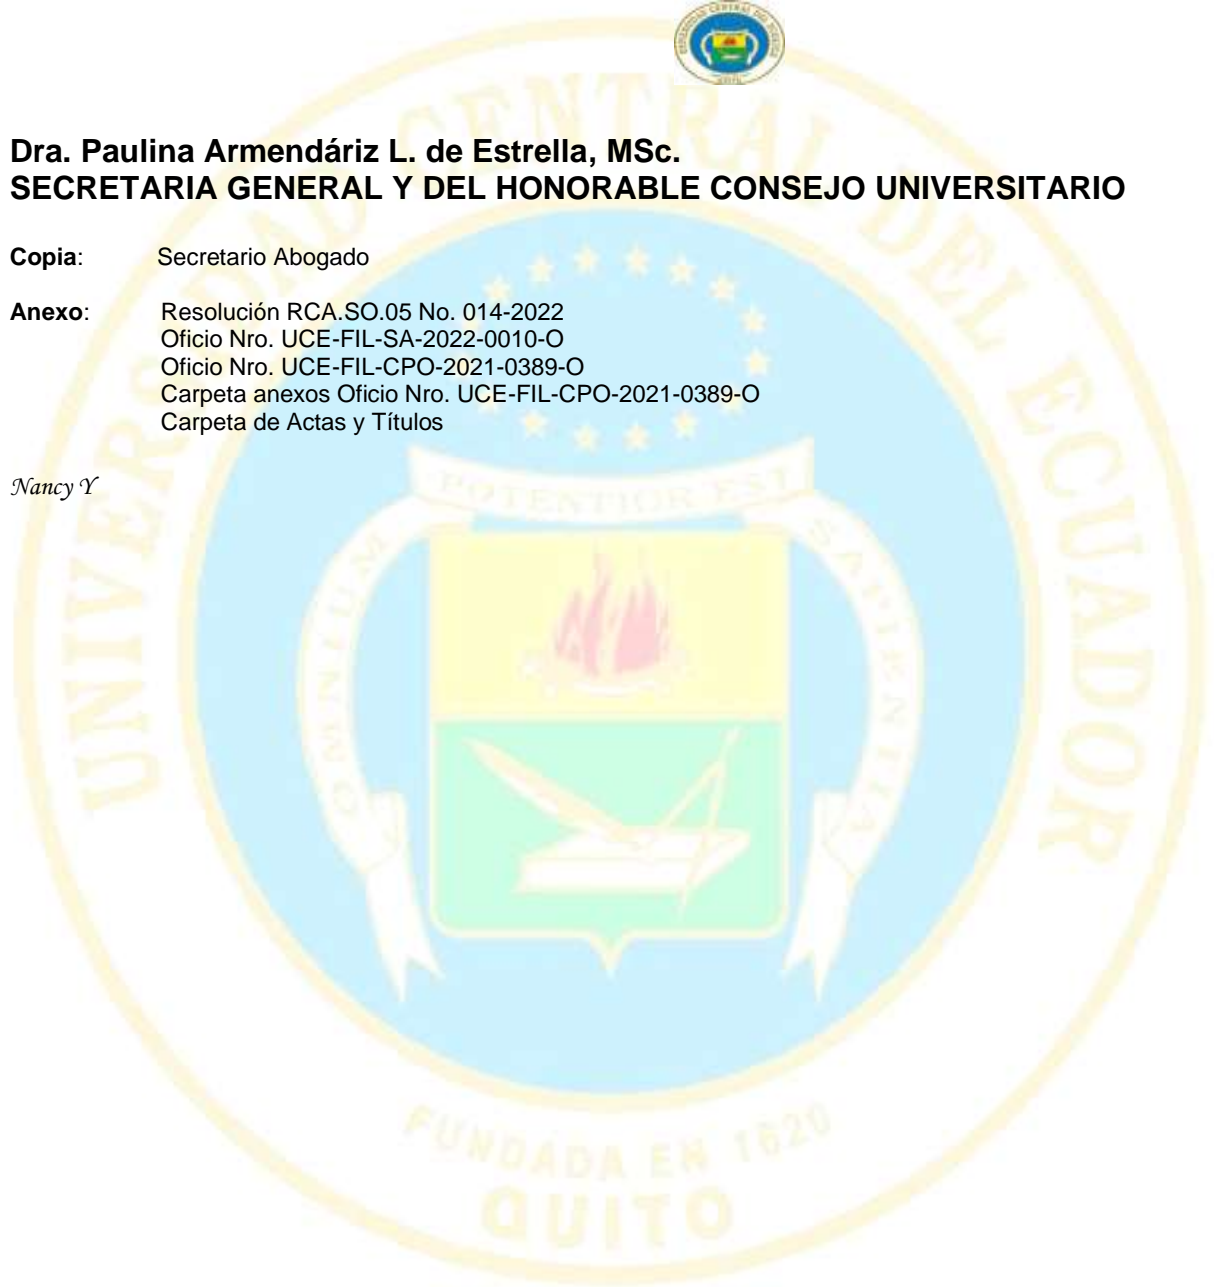 Dra. Paulina Armendáriz L. de Estrella, MSc.
SECRETARIA GENERAL Y DEL HONORABLE CONSEJO UNIVERSITARIO
Copia: Secretario Abogado
Anexo: Resolución RCA.SO.05 No. 014-2022
Oficio Nro. UCE-FIL-SA-2022-0010-O
Oficio Nro. UCE-FIL-CPO-2021-0389-O
Carpeta anexos Oficio Nro. UCE-FIL-CPO-2021-0389-O
Carpeta de Actas y Títulos
Nancy Y
UNIVERSIDAD CENTRAL DEL ECUADOR
OMNIUM POTENTIOR EST SAPIENTIA
FUNDADA EN 1620
QUITO